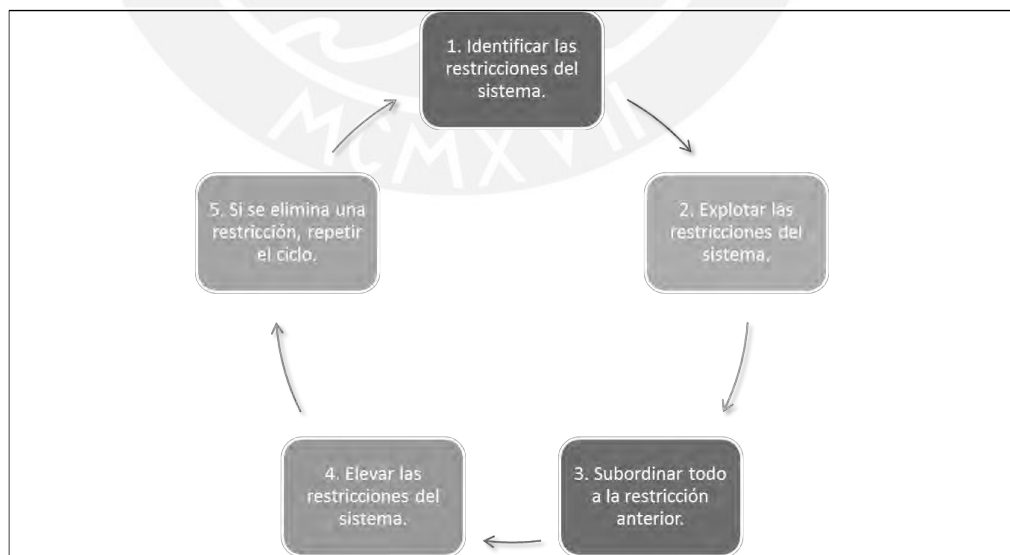 1. Identificar las
restricciones del
sistema.
2. Explotar las
restricciones del
sistema.
3. Subordinar todo
a la restricción
anterior.
4. Elevar las
restricciones del
sistema.
5. Si se elimina una
restricción, repetir
el ciclo.
MCMXVII